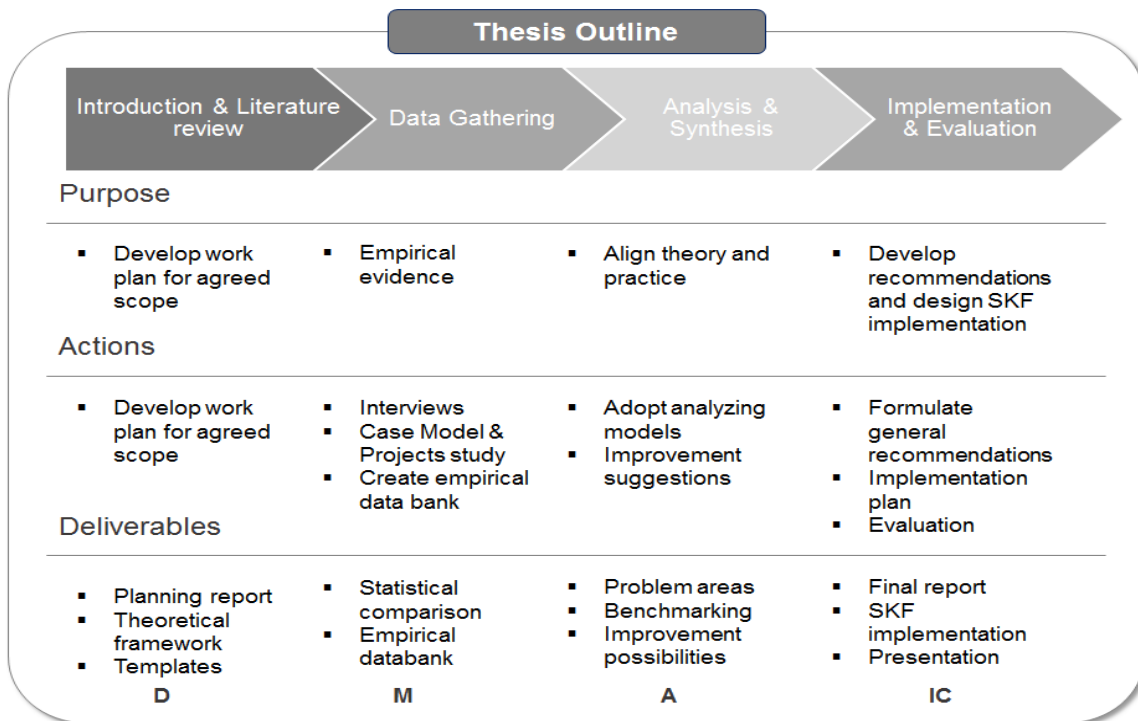 Thesis Outline
Introduction & Literature
review
Data Gathering
Analysis &
Synthesis
Implementation
& Evaluation
Purpose
▪ Develop work
plan for agreed
scope
▪ Empirical
evidence
▪ Align theory and
practice
▪ Develop
recommendations
and design SKF
implementation
Actions
▪ Develop work
plan for agreed
scope
▪ Interviews
▪ Case Model &
Projects study
▪ Create empirical
data bank
▪ Adopt analyzing
models
▪ Improvement
suggestions
▪ Formulate
general
recommendations
▪ Implementation
plan
▪ Evaluation
Deliverables
▪ Planning report
▪ Theoretical
framework
▪ Templates
▪ Statistical
comparison
▪ Empirical
databank
▪ Problem areas
▪ Benchmarking
▪ Improvement
possibilities
▪ Final report
▪ SKF
implementation
▪ Presentation
D
M
A
IC